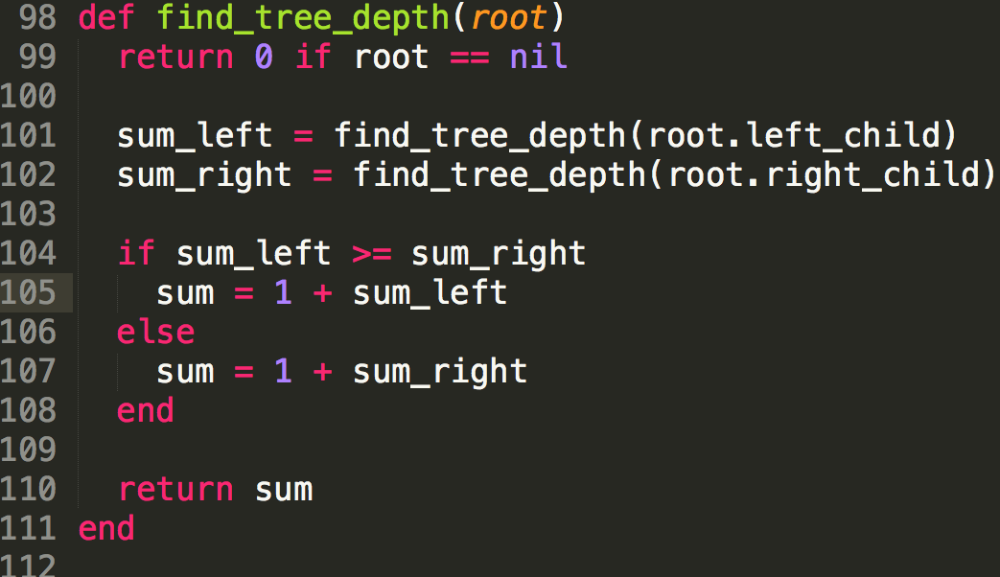 98 def find_tree_depth(root)
99   return 0 if root == nil
100
101   sum_left = find_tree_depth(root.left_child)
102   sum_right = find_tree_depth(root.right_child)
103
104   if sum_left >= sum_right
105     sum = 1 + sum_left
106   else
107     sum = 1 + sum_right
108   end
109
110   return sum
111 end
112